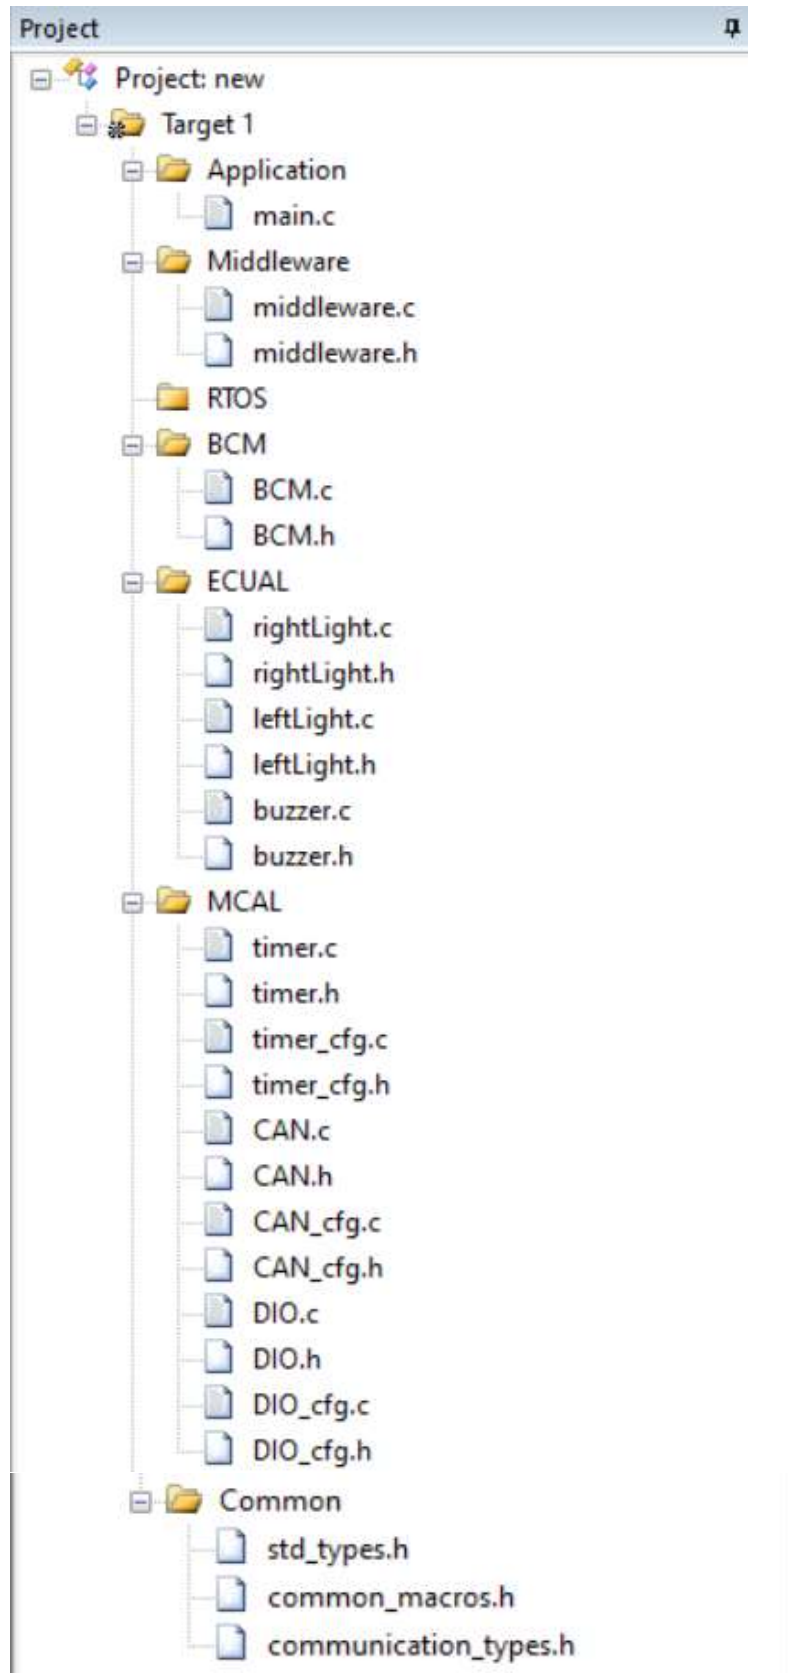 Project
Project: new
Target 1
Application
main.c
Middleware
middleware.c
middleware.h
RTOS
BCM
BCM.c
BCM.h
ECUAL
rightLight.c
rightLight.h
leftLight.c
leftLight.h
buzzer.c
buzzer.h
MCAL
timer.c
timer.h
timer_cfg.c
timer_cfg.h
CAN.c
CAN.h
CAN_cfg.c
CAN_cfg.h
DIO.c
DIO.h
DIO_cfg.c
DIO_cfg.h
Common
std_types.h
common_macros.h
communication_types.h